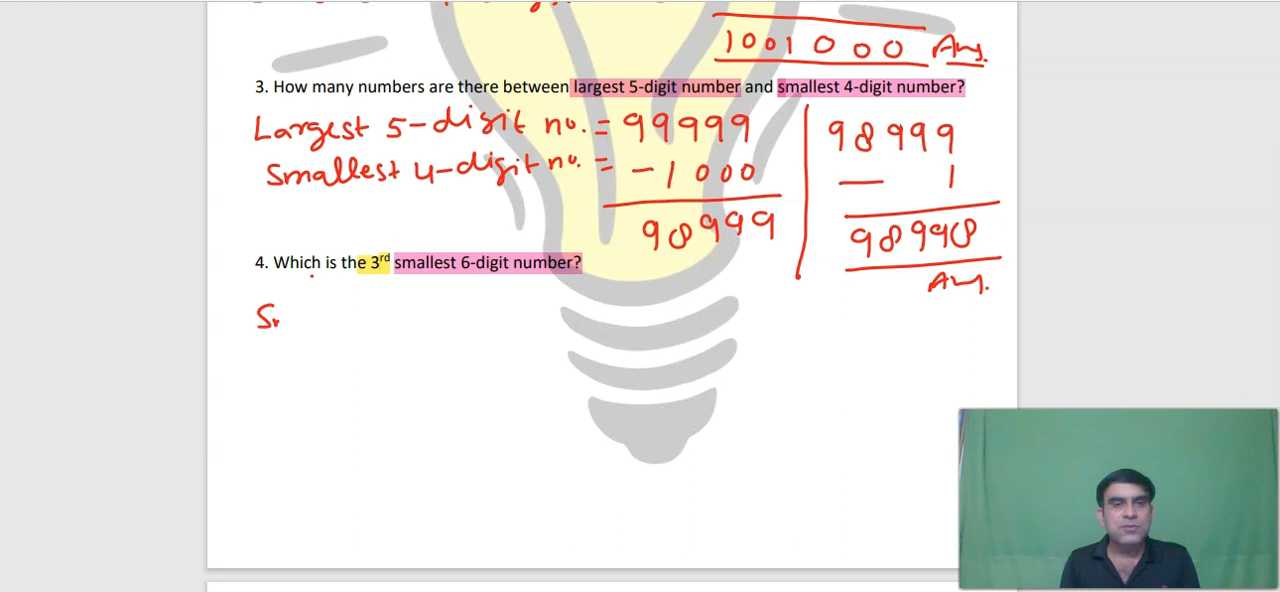 1001000 Ans.
3. How many numbers are there between largest 5-digit number and smallest 4-digit number?
Largest 5-digit no. = 99999
Smallest 4-digit no. = - 1000
98999
98999
- 1
98998
Ans.
4. Which is the 3rd smallest 6-digit number?